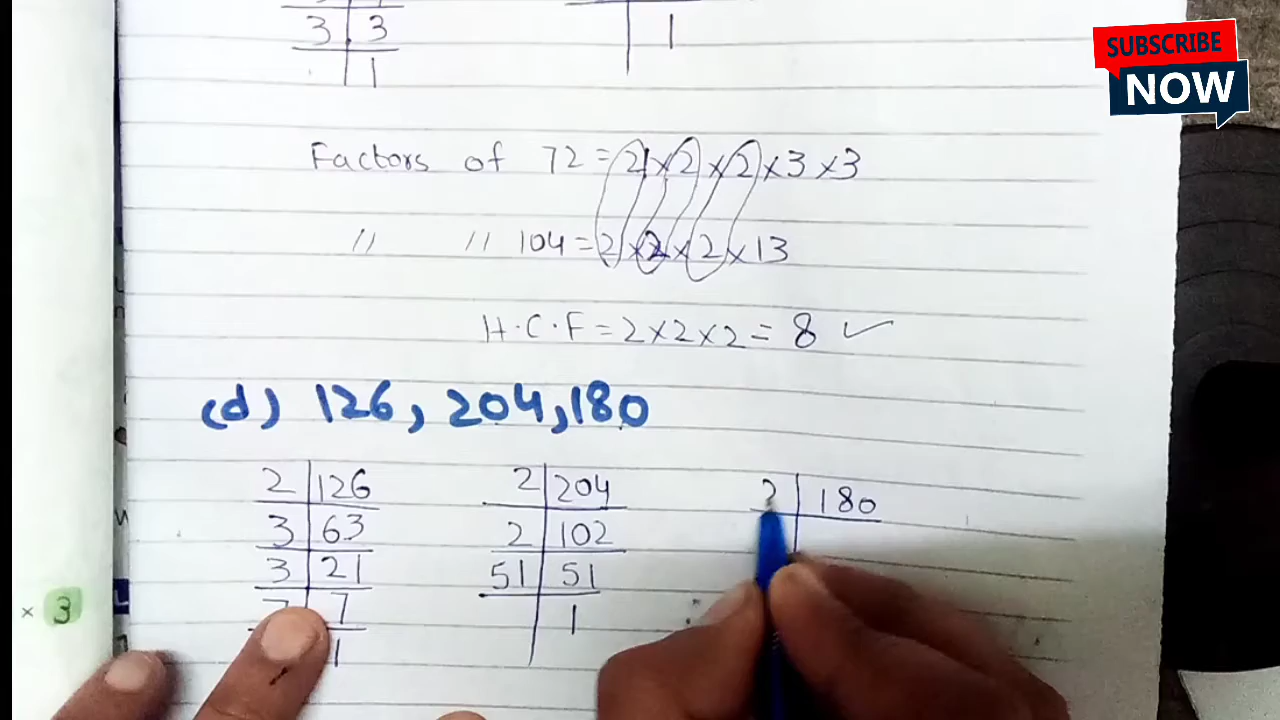 3 3
1
1
SUBSCRIBE
NOW
Factors of 72 = 2 × 2 × 2 × 3 × 3
〃 〃 104 = 2 × 2 × 2 × 13
H.C.F = 2 × 2 × 2 = 8 ✓
(d) 126, 204, 180
2 126 2 204 2 180
3 63 2 102
3 21 51 51
7 1
1
× 3